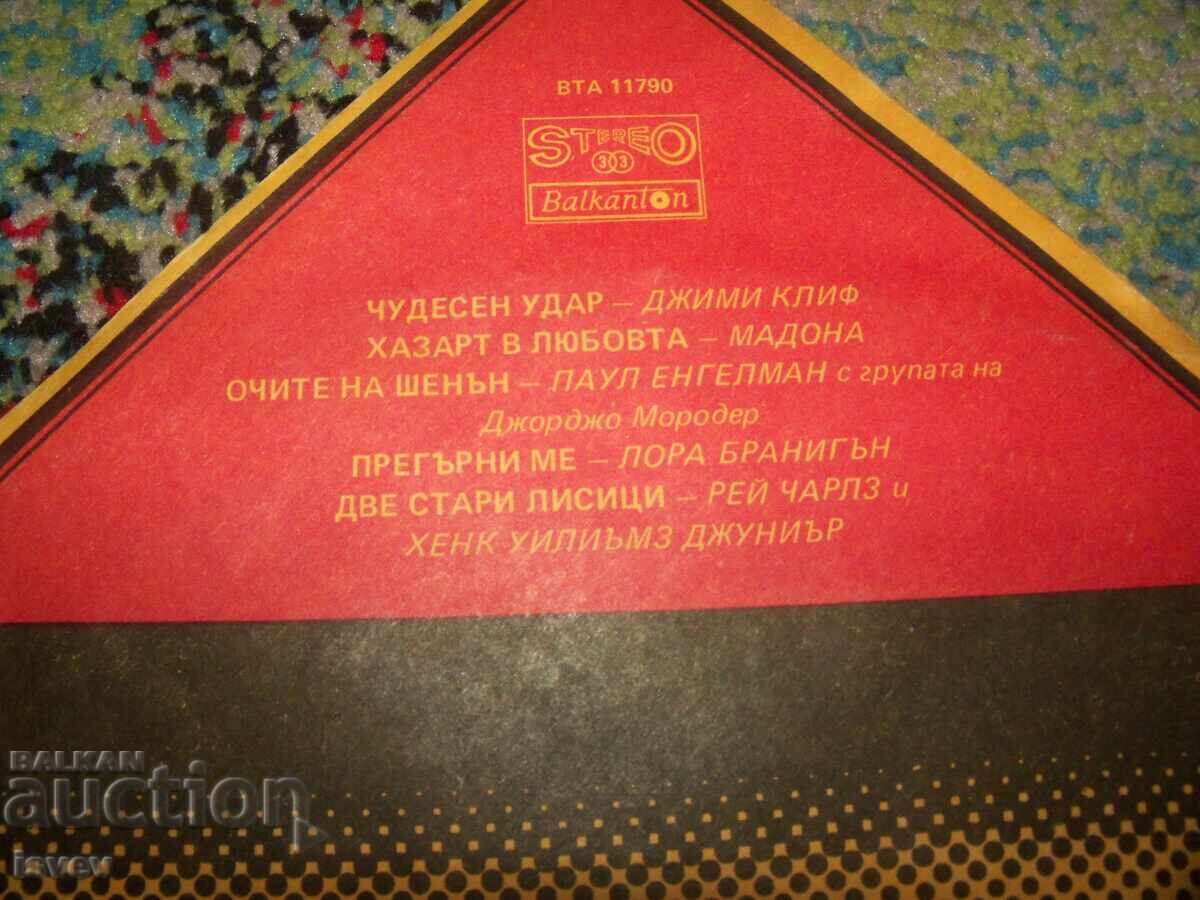 ВТА 11790
STEREO
33
Balkanton
ЧУДЕСЕН УДАР – ДЖИМИ КЛИФ
ХАЗАРТ В ЛЮБОВТА – МАДОНА
ОЧИТЕ НА ШЕНЪН – ПАУЛ ЕНГЕЛМАН с групата на
Джорджо Мородер
ПРЕГЪРНИ МЕ – ЛОРА БРАНИГЪН
ДВЕ СТАРИ ЛИСИЦИ – РЕЙ ЧАРЛЗ и
ХЕНК УИЛИЪМЗ ДЖУНИЪР
BALKAN
auction
isvev